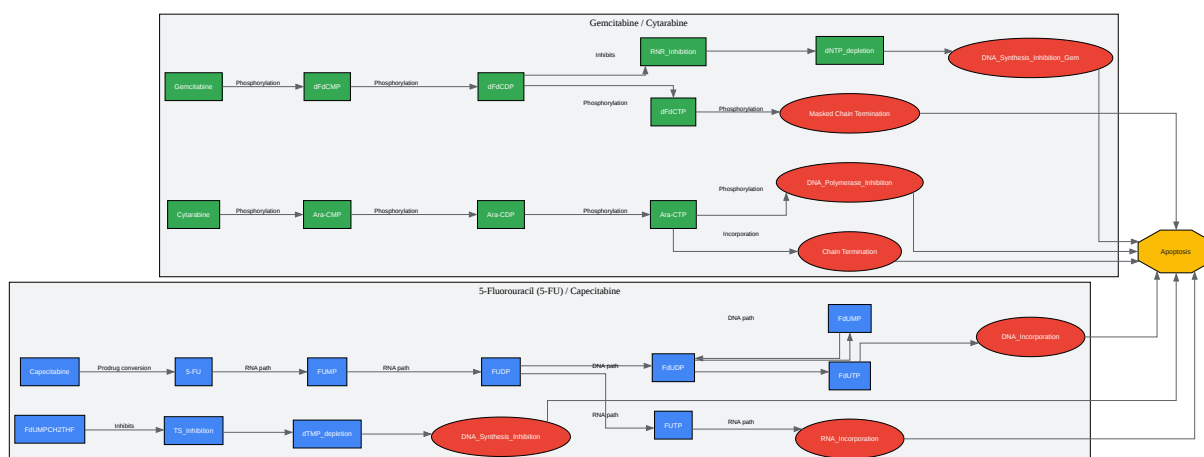 Gemcitabine / Cytarabine
RNR_Inhibition
dNTP_depletion
DNA_Synthesis_Inhibition_Gem
Inhibits
Gemcitabine
Phosphorylation
dFdCMP
Phosphorylation
dFdCDP
Phosphorylation
dFdCTP
Phosphorylation
Masked Chain Termination
Phosphorylation
DNA_Polymerase_Inhibition
Cytarabine
Phosphorylation
Ara-CMP
Phosphorylation
Ara-CDP
Phosphorylation
Ara-CTP
Incorporation
Chain Termination
Apoptosis
5-Fluorouracil (5-FU) / Capecitabine
DNA path
FdUMP
DNA_Incorporation
Capecitabine
Prodrug conversion
5-FU
RNA path
FUMP
RNA path
FUDP
DNA path
FdUDP
FdUTP
RNA path
FUTP
RNA path
RNA_Incorporation
FdUMPCH2THF
Inhibits
TS_Inhibition
dTMP_depletion
DNA_Synthesis_Inhibition